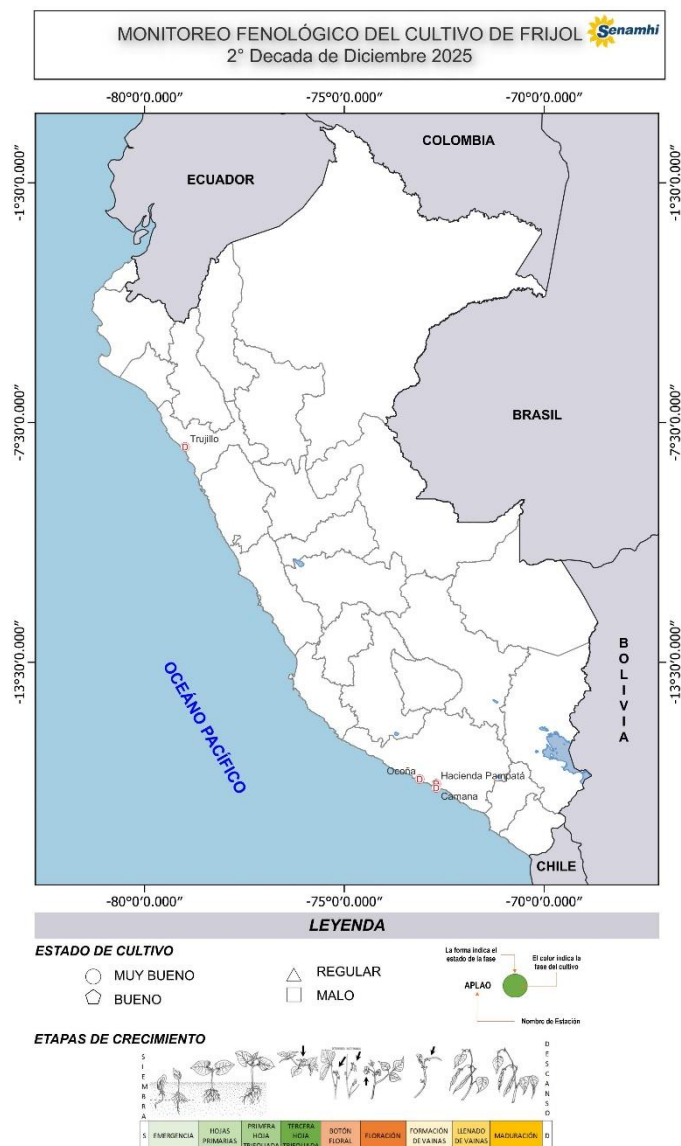 MONITOREO FENOLÓGICO DEL CULTIVO DE FRIJOL
2° Decada de Diciembre 2025
Senamhi
-80°0'0.000" -75°0'0.000" -70°0'0.000"
COLOMBIA
ECUADOR
-1°30'0.000" -1°30'0.000"
BRASIL
-7°30'0.000" -7°30'0.000"
D Trujillo
-13°30'0.000" -13°30'0.000"
BOLIVIA
OCEÁNO PACÍFICO
Ocoña D
D Hacienda Pampatá
D Camana
CHILE
-80°0'0.000" -75°0'0.000" -70°0'0.000"
LEYENDA
ESTADO DE CULTIVO
MUY BUENO
BUENO
REGULAR
MALO
La forma indica el
estado de la fase
El color indica la
fase del cultivo
APLAO
Nombre de Estación
ETAPAS DE CRECIMIENTO
SIEMBRA
DESCANSO
S
EMERGENCIA
HOJAS
PRIMARIAS
PRIMERA
HOJA
TRIFOLIADA
TERCERA
HOJA
TRIFOLIADA
BOTÓN
FLORAL
FLORACIÓN
FORMACIÓN
DE VAINAS
LLENADO
DE VAINAS
MADURACIÓN
D